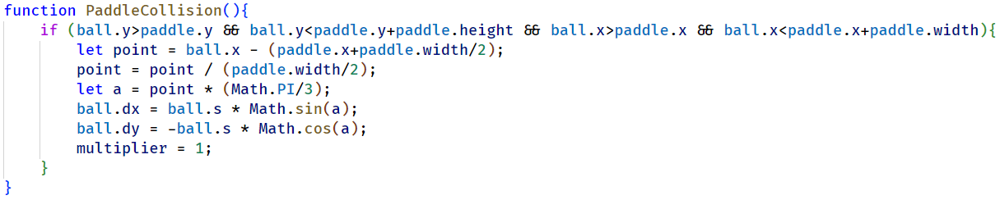 function PaddleCollision(){
    if (ball.y>paddle.y && ball.y<paddle.y+paddle.height && ball.x>paddle.x && ball.x<paddle.x+paddle.width){
        let point = ball.x - (paddle.x+paddle.width/2);
        point = point / (paddle.width/2);
        let a = point * (Math.PI/3);
        ball.dx = ball.s * Math.sin(a);
        ball.dy = -ball.s * Math.cos(a);
        multiplier = 1;
    }
}